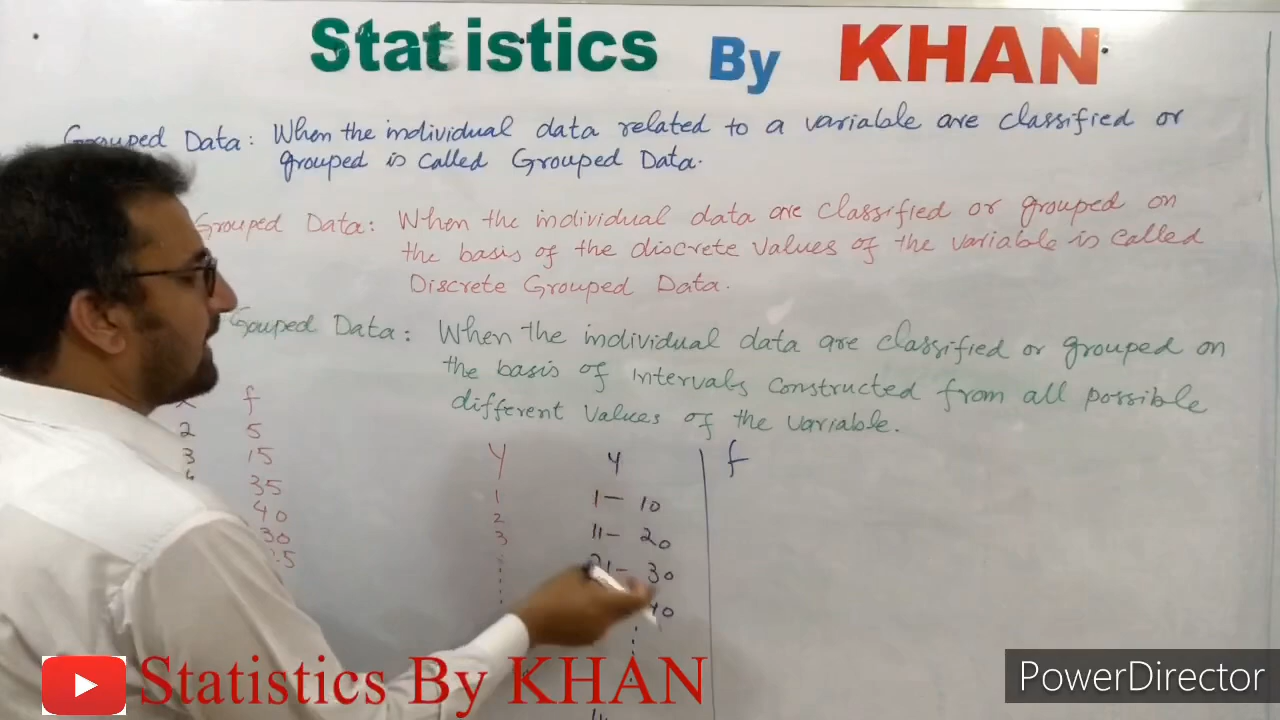 Statistics By KHAN
Grouped Data: When the individual data related to a variable are classified or
grouped is called Grouped Data.
Grouped Data: When the individual data are classified or grouped on
the basis of the discrete values of the variable is called
Discrete Grouped Data.
Gouped Data: When the individual data are classified or grouped on
the basis of intervals constructed from all possible
different values of the variable.
f
2 5
3 15
35
40
30
Y Y f
1 1 - 10
2
3 11 - 20
21 - 30
40
Statistics By KHAN
PowerDirector